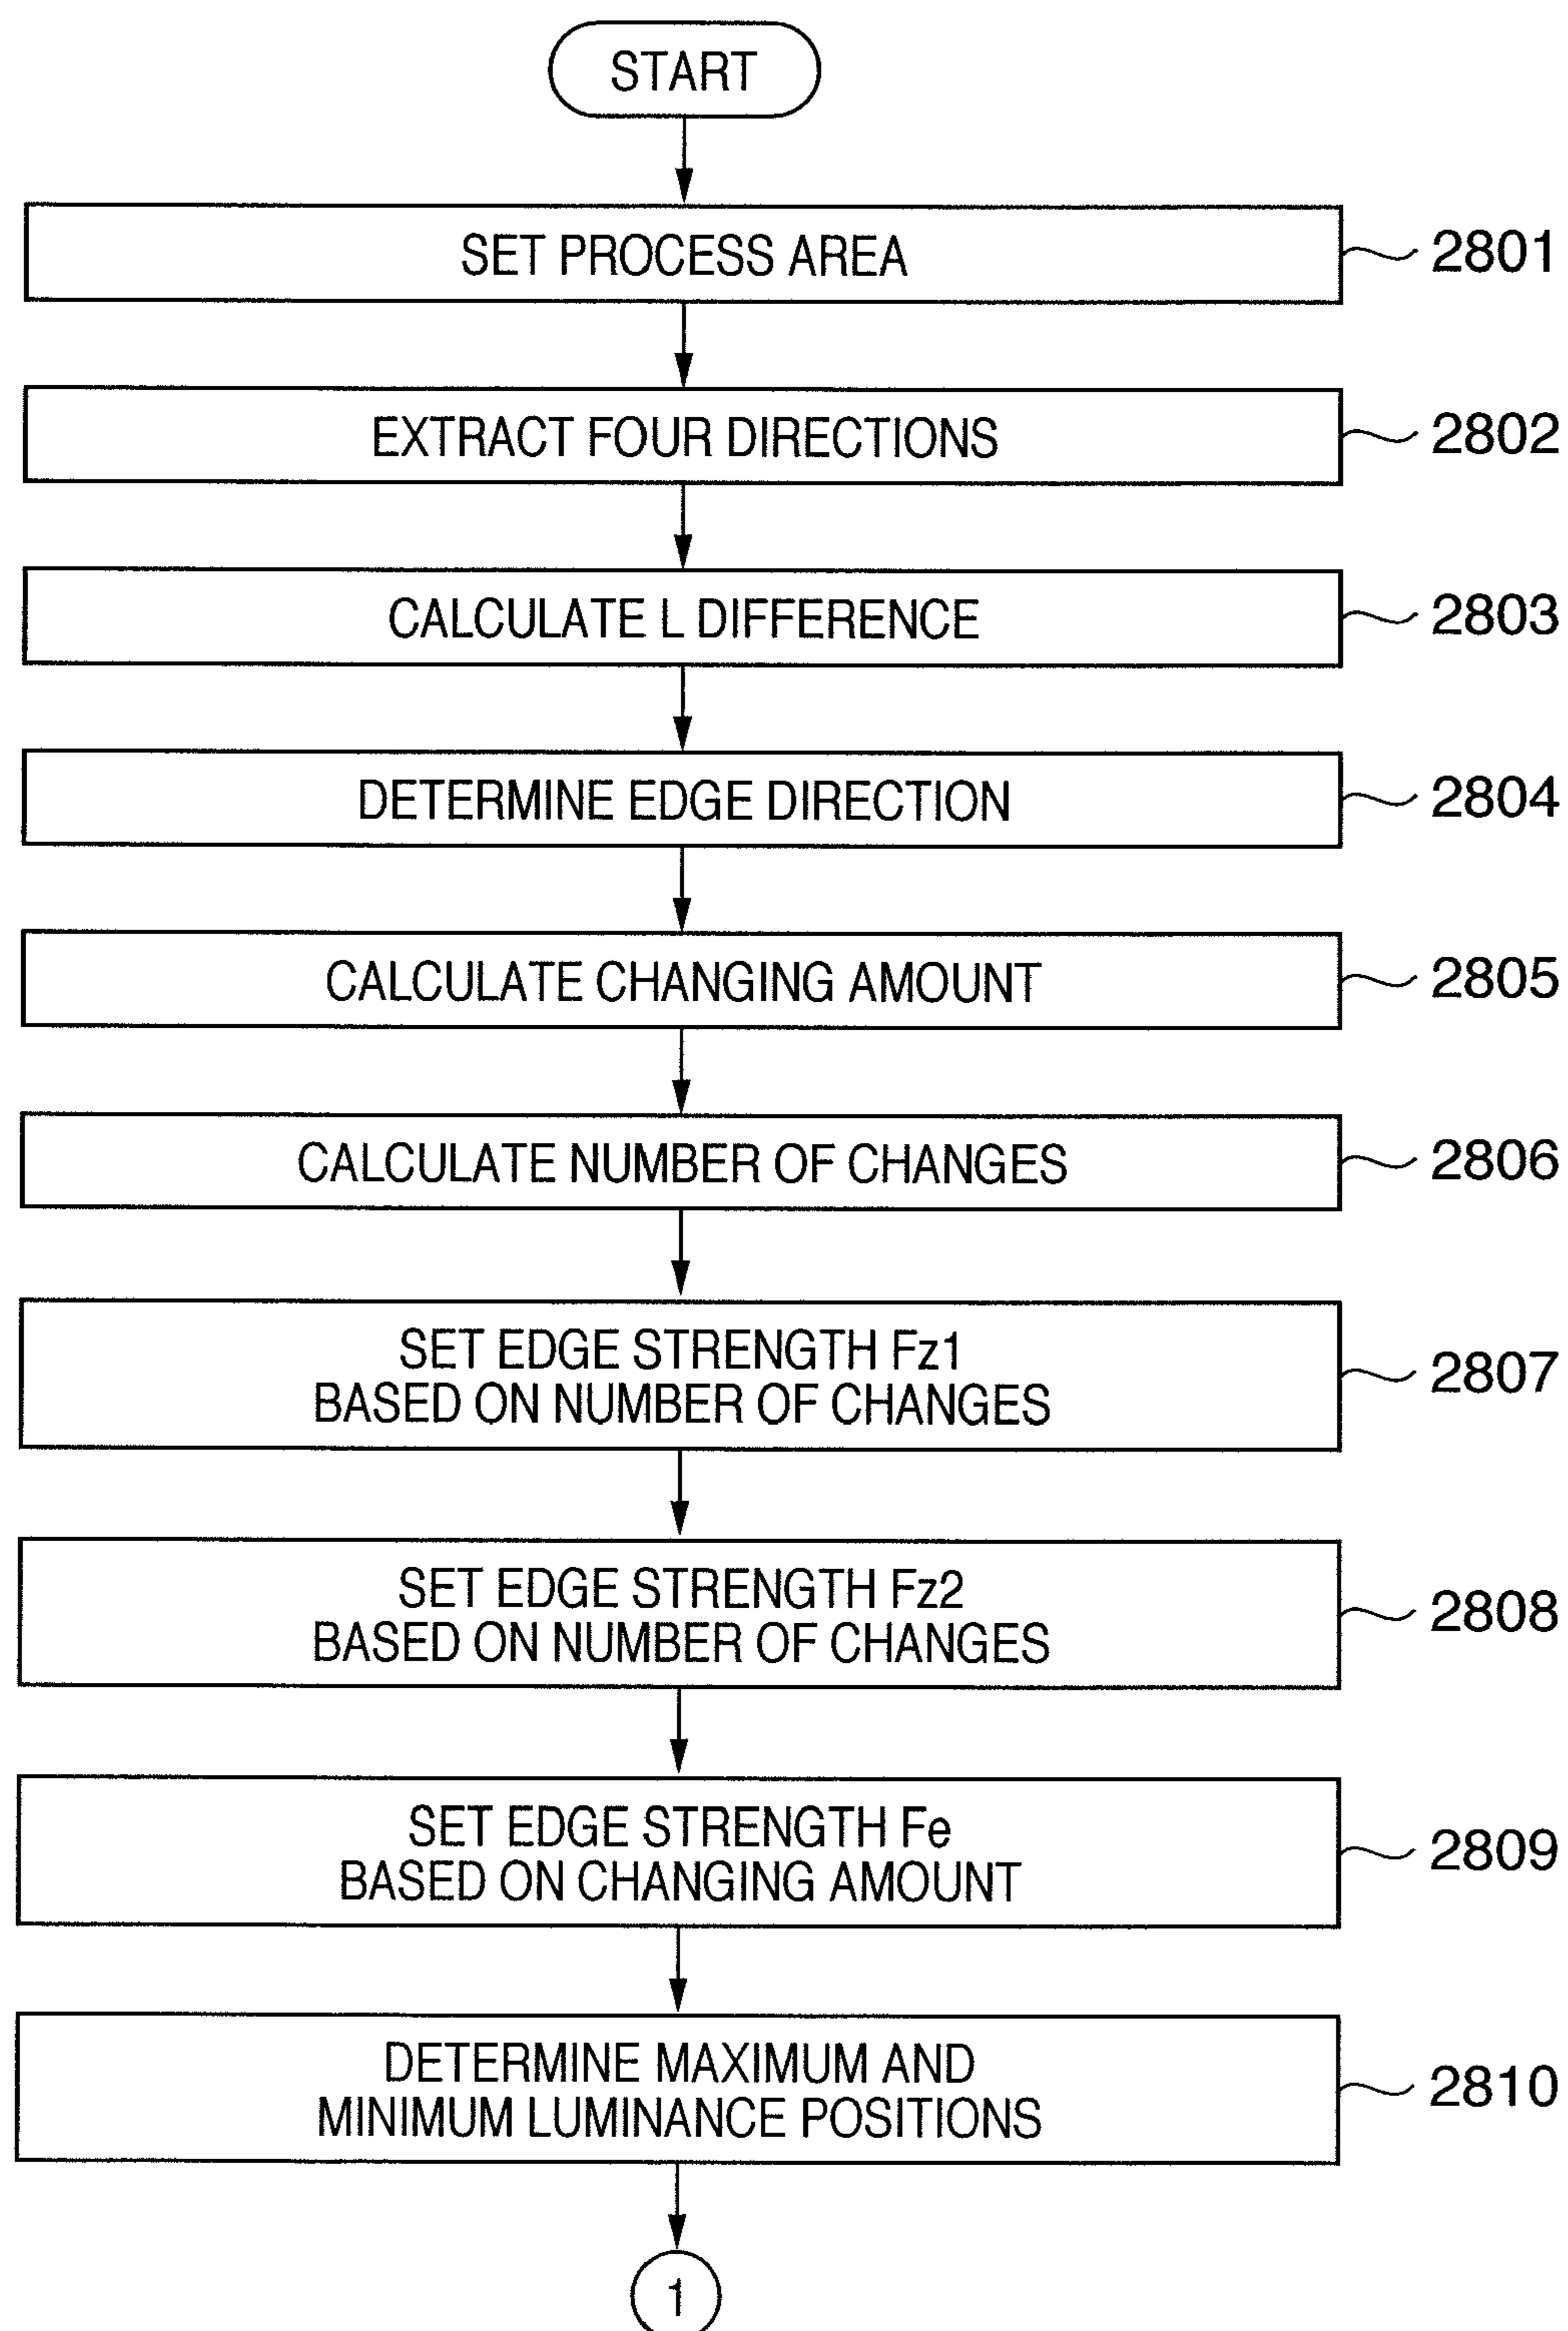 START
SET PROCESS AREA
2801
EXTRACT FOUR DIRECTIONS
2802
CALCULATE L DIFFERENCE
2803
DETERMINE EDGE DIRECTION
2804
CALCULATE CHANGING AMOUNT
2805
CALCULATE NUMBER OF CHANGES
2806
SET EDGE STRENGTH Fz1
BASED ON NUMBER OF CHANGES
2807
SET EDGE STRENGTH Fz2
BASED ON NUMBER OF CHANGES
2808
SET EDGE STRENGTH Fe
BASED ON CHANGING AMOUNT
2809
DETERMINE MAXIMUM AND
MINIMUM LUMINANCE POSITIONS
2810
1